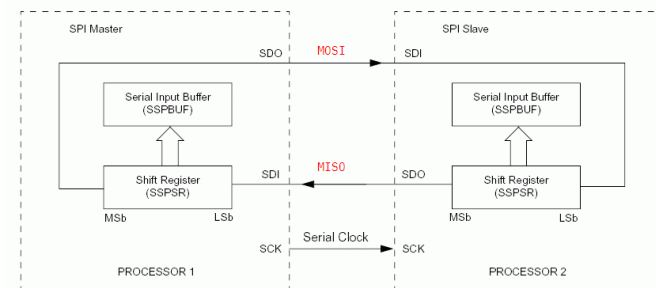 SPI Master
SPI Slave
SDO
MOSI
SDI
Serial Input Buffer
(SSPBUF)
Serial Input Buffer
(SSPBUF)
Shift Register
(SSPSR)
SDI
MISO
SDO
Shift Register
(SSPSR)
MSb
LSb
MSb
LSb
SCK
Serial Clock
SCK
PROCESSOR 1
PROCESSOR 2